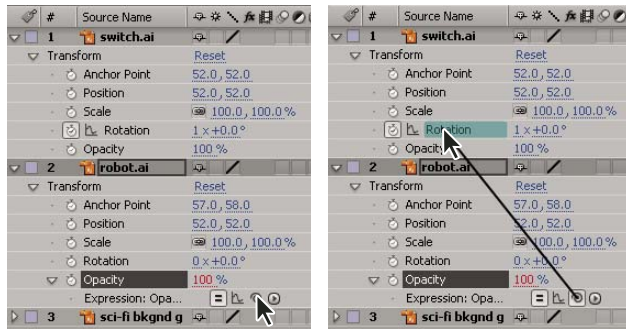 # Source Name
1 switch.ai
Transform Reset
Anchor Point 52.0, 52.0
Position 52.0, 52.0
Scale 100.0, 100.0 %
Rotation 1 x +0.0 °
Opacity 100 %
2 robot.ai
Transform Reset
Anchor Point 57.0, 58.0
Position 52.0, 52.0
Scale 100.0, 100.0 %
Rotation 0 x +0.0 °
Opacity 100 %
Expression: Opa...
3 sci-fi bkgnd g
# Source Name
1 switch.ai
Transform Reset
Anchor Point 52.0, 52.0
Position 52.0, 52.0
Scale 100.0, 100.0 %
Rotation 1 x +0.0 °
Opacity 100 %
2 robot.ai
Transform Reset
Anchor Point 57.0, 58.0
Position 52.0, 52.0
Scale 100.0, 100.0 %
Rotation 0 x +0.0 °
Opacity 100 %
Expression: Opa...
3 sci-fi bkgnd g